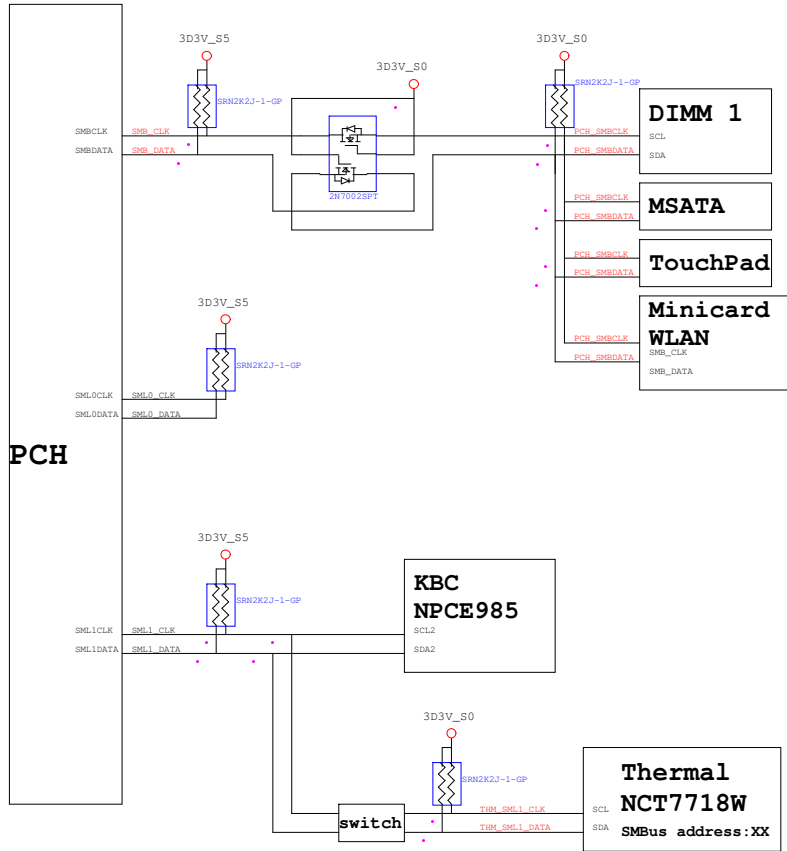 3D3V_S5
3D3V_S0
3D3V_S0
SRN2K2J-1-GP
SRN2K2J-1-GP
DIMM 1
SMBCLK
SMB_CLK
PCH_SMBCLK
SCL
SMBDATA
SMB_DATA
PCH_SMBDATA
SDA
2N7002SPT
PCH_SMBCLK
MSATA
PCH_SMBDATA
PCH_SMBCLK
TouchPad
PCH_SMBDATA
3D3V_S5
Minicard
WLAN
PCH_SMBCLK
SMB_CLK
PCH_SMBDATA
SMB_DATA
SRN2K2J-1-GP
SML0CLK
SML0_CLK
SML0DATA
SML0_DATA
PCH
3D3V_S5
SRN2K2J-1-GP
KBC
NPCE985
SML1CLK
SML1_CLK
SCL2
SML1DATA
SML1_DATA
SDA2
3D3V_S0
SRN2K2J-1-GP
Thermal
NCT7718W
switch
THM_SML1_CLK
SCL
THM_SML1_DATA
SDA
SMBus address:XX